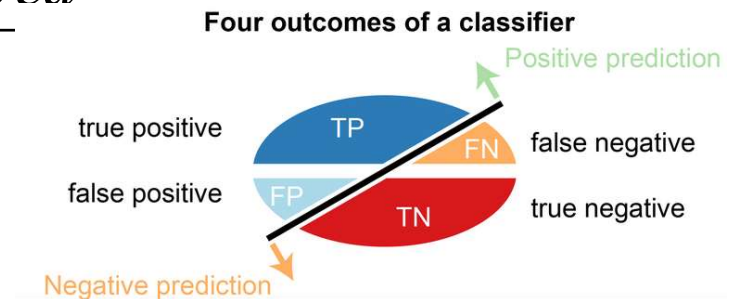 Four outcomes of a classifier
Positive prediction
true positive
TP
FN
false negative
false positive
FP
TN
true negative
Negative prediction